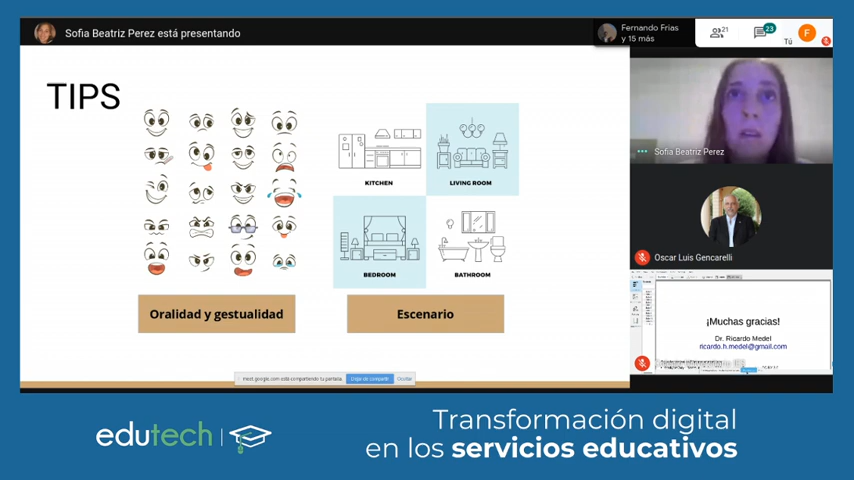 Sofia Beatriz Perez está presentando
Fernando Frias
y 15 más
21
23
Tú
F
TIPS
KITCHEN
LIVING ROOM
BEDROOM
BATHROOM
Oralidad y gestualidad
Escenario
Sofia Beatriz Perez
Oscar Luis Gencarelli
¡Muchas gracias!
Dr. Ricardo Medel
ricardo.h.medel@gmail.com
meet.google.com está compartiendo tu pantalla.
Dejar de compartir
Ocultar
edutech
Transformación digital
en los servicios educativos